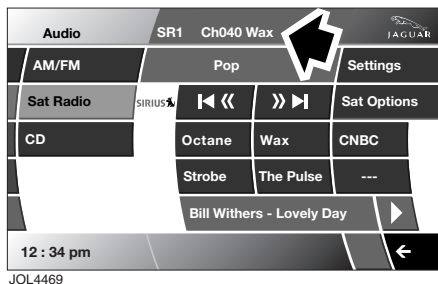 Audio SR1 Ch040 Wax JAGUAR
AM/FM Pop Settings
Sat Radio SIRIUS Sat Options
CD Octane Wax CNBC
Strobe The Pulse ---
Bill Withers - Lovely Day
12 : 34 pm
JOL4469